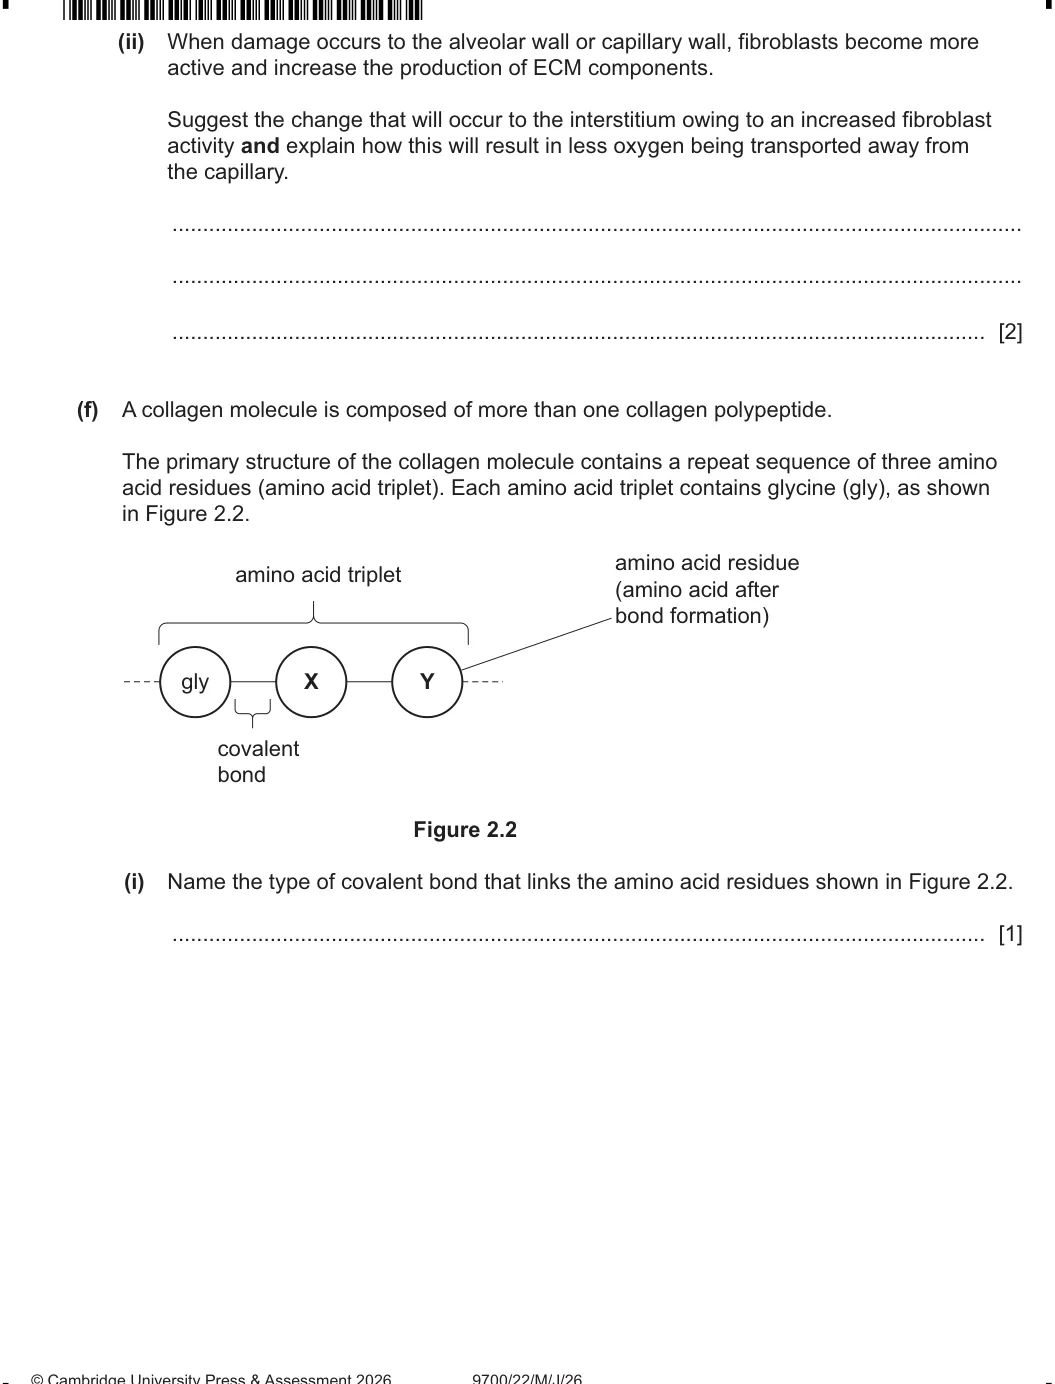 (ii) When damage occurs to the alveolar wall or capillary wall, fibroblasts become more
active and increase the production of ECM components.
Suggest the change that will occur to the interstitium owing to an increased fibroblast
activity and explain how this will result in less oxygen being transported away from
the capillary.
..........................................................................................................................................
..........................................................................................................................................
.................................................................................................................................... [2]
(f) A collagen molecule is composed of more than one collagen polypeptide.
The primary structure of the collagen molecule contains a repeat sequence of three amino
acid residues (amino acid triplet). Each amino acid triplet contains glycine (gly), as shown
in Figure 2.2.
amino acid triplet
amino acid residue
(amino acid after
bond formation)
gly X Y
covalent
bond
Figure 2.2
(i) Name the type of covalent bond that links the amino acid residues shown in Figure 2.2.
.................................................................................................................................... [1]
© Cambridge University Press & Assessment 2026 9700/22/M/J/26